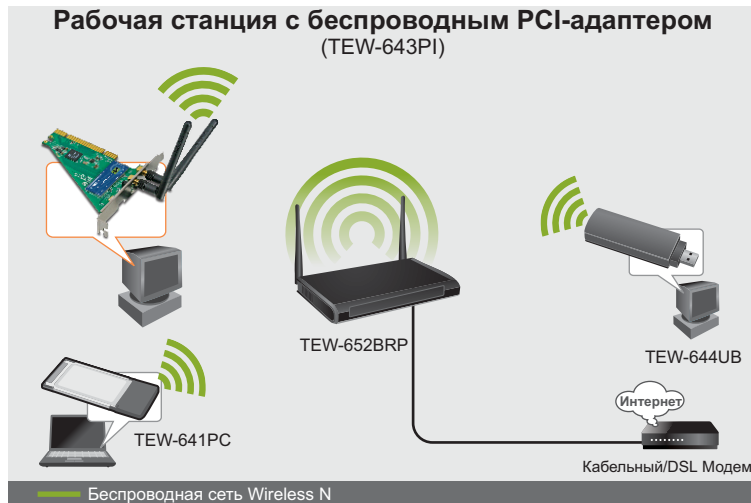 Рабочая станция с беспроводным PCI-адаптером
(TEW-643PI)
TEW-652BRP
TEW-644UB
TEW-641PC
Интернет
Кабельный/DSL Модем
Беспроводная сеть Wireless N